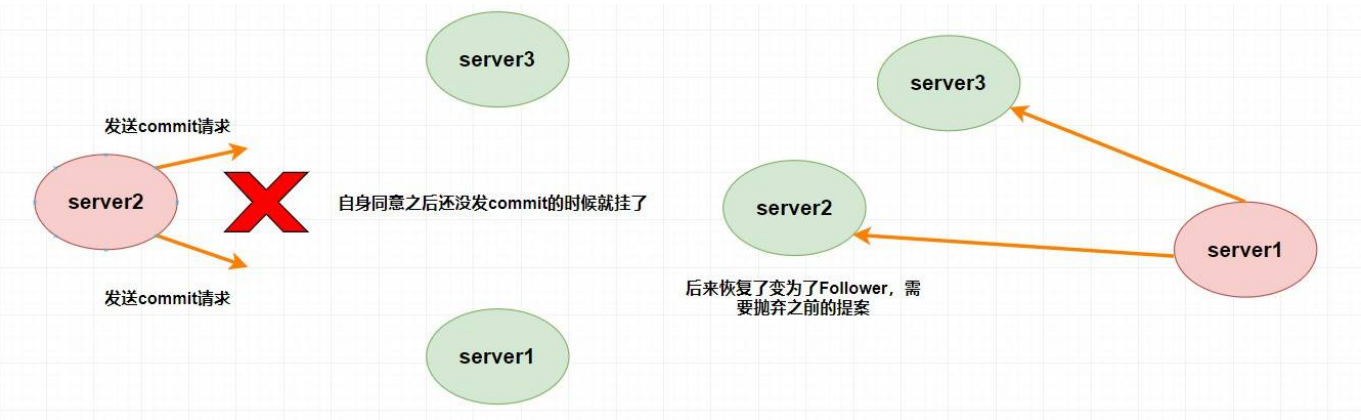 server3
发送commit请求
server2
自身同意之后还没发commit的时候就挂了
发送commit请求
server1
server3
server2
server1
后来恢复了变为了Follower，需
要抛弃之前的提案